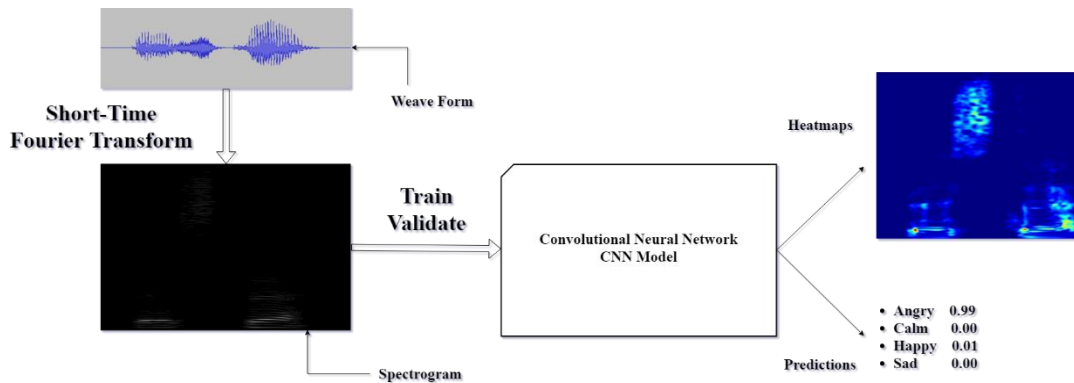 Weave Form
Short-Time
Fourier Transform
Heatmaps
Train
Validate
Convolutional Neural Network
CNN Model
• Angry 0.99
• Calm 0.00
• Happy 0.01
• Sad 0.00
Predictions
Spectrogram